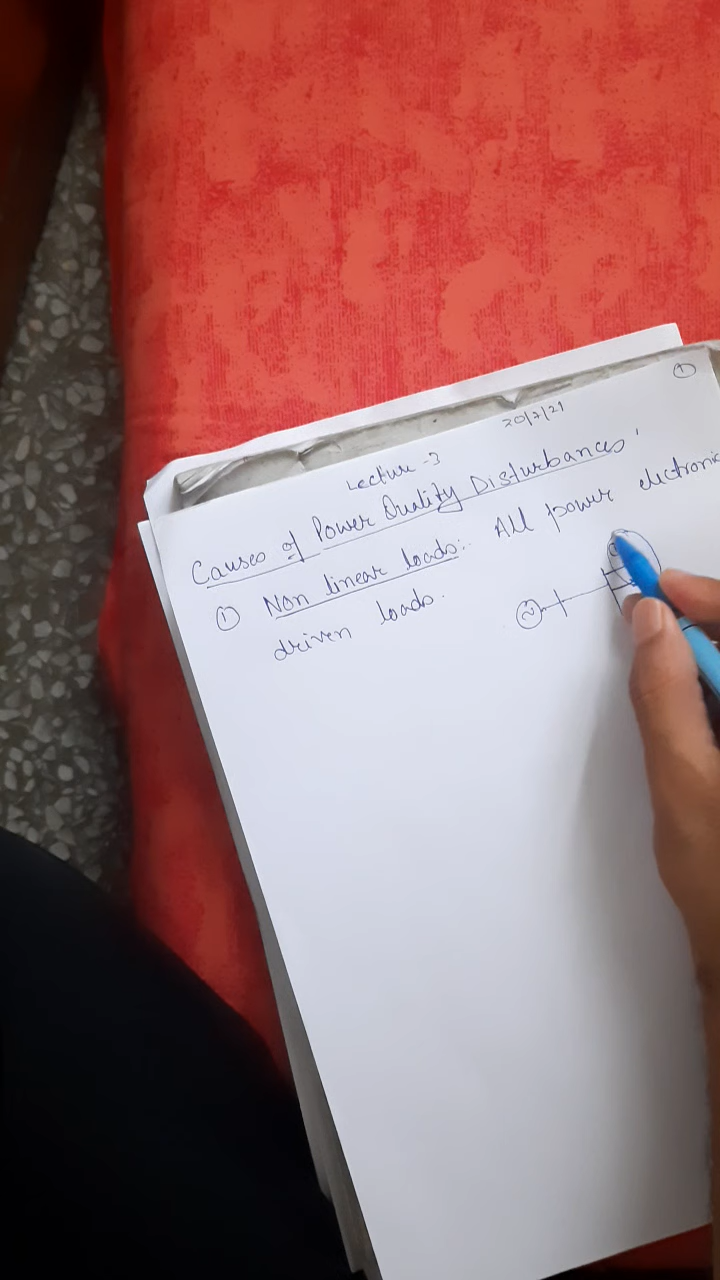 ①
20/7/21
Lecture -3
Causes of Power Quality Disturbances'
① Non linear loads:- All power electronic
driven loads.